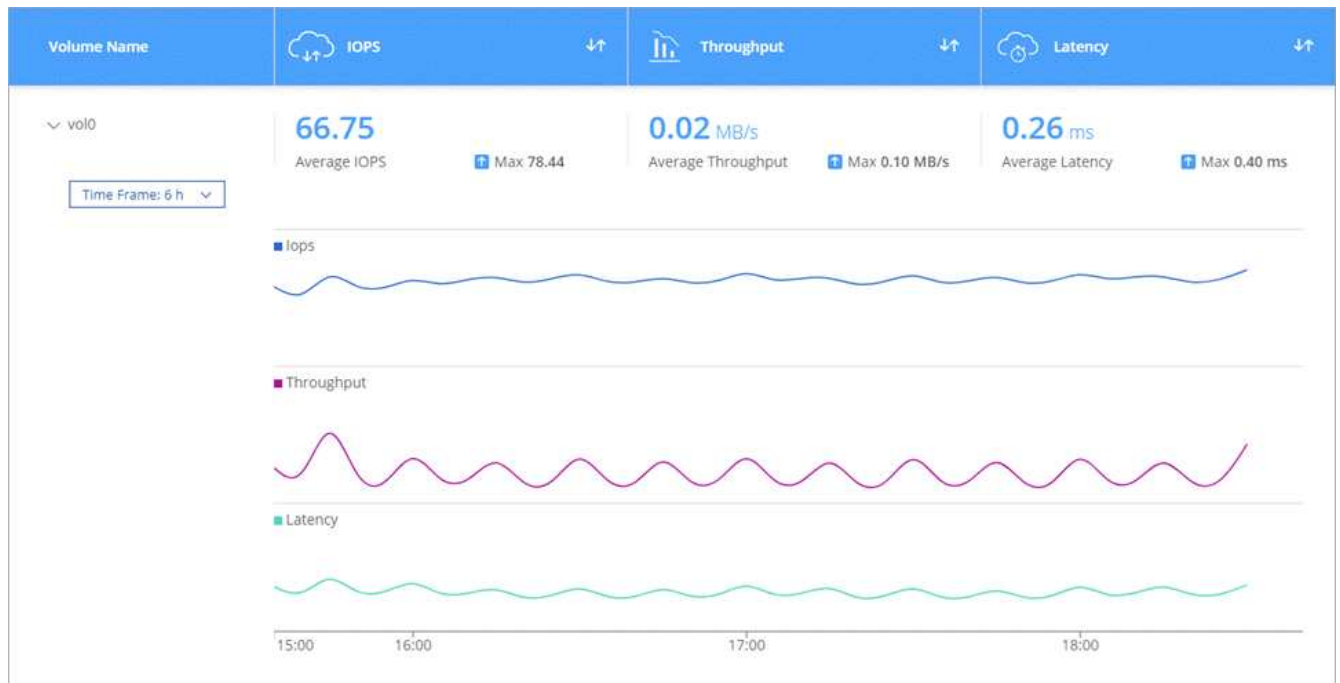 Volume Name IOPS Throughput Latency
vol0 66.75 0.02 MB/s 0.26 ms
Average IOPS Max 78.44 Average Throughput Max 0.10 MB/s Average Latency Max 0.40 ms
Time Frame: 6 h
Iops
Throughput
Latency
15:00 16:00 17:00 18:00